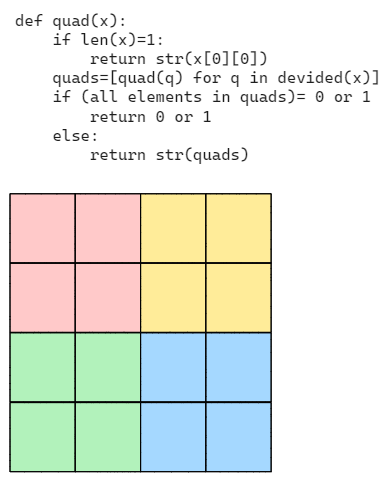 def quad(x):
    if len(x)=1:
        return str(x[0][0])
    quads=[quad(q) for q in devided(x)]
    if (all elements in quads)= 0 or 1
        return 0 or 1
    else:
        return str(quads)